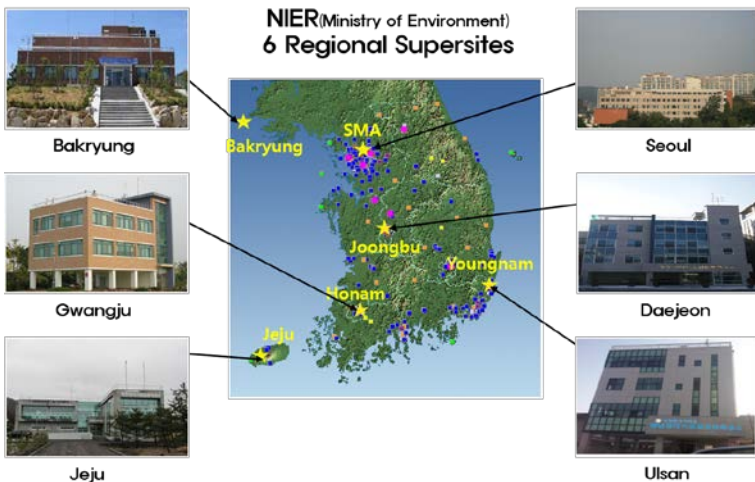 NIER(Ministry of Environment)
6 Regional Supersites
Bakryung
Seoul
SMA
Bakryung
Joongbu
Youngnam
Honam
Jeju
Gwangju
Daejeon
Jeju
Ulsan